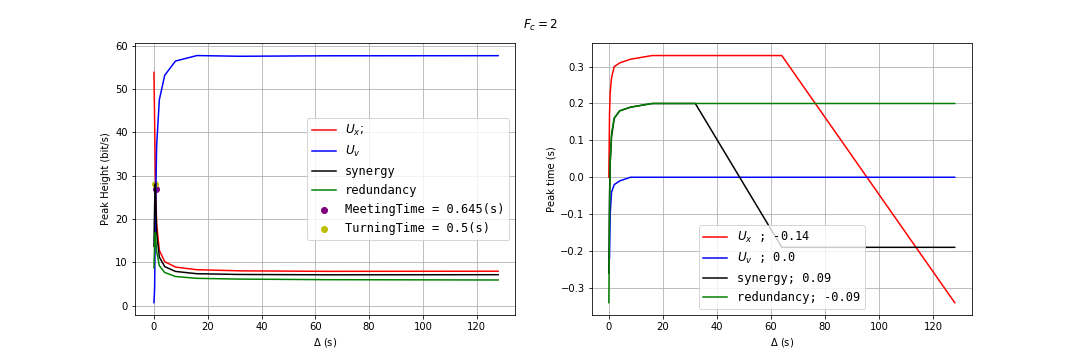 F_c = 2
60
50
40
30
20
10
0
Peak Height (bit/s)
U_x;
U_v
synergy
redundancy
MeetingTime = 0.645(s)
TurningTime = 0.5(s)
0 20 40 60 80 100 120
Δ (s)
0.3
0.2
0.1
0.0
−0.1
−0.2
−0.3
Peak time (s)
U_x ; -0.14
U_v ; 0.0
synergy; 0.09
redundancy; -0.09
0 20 40 60 80 100 120
Δ (s)